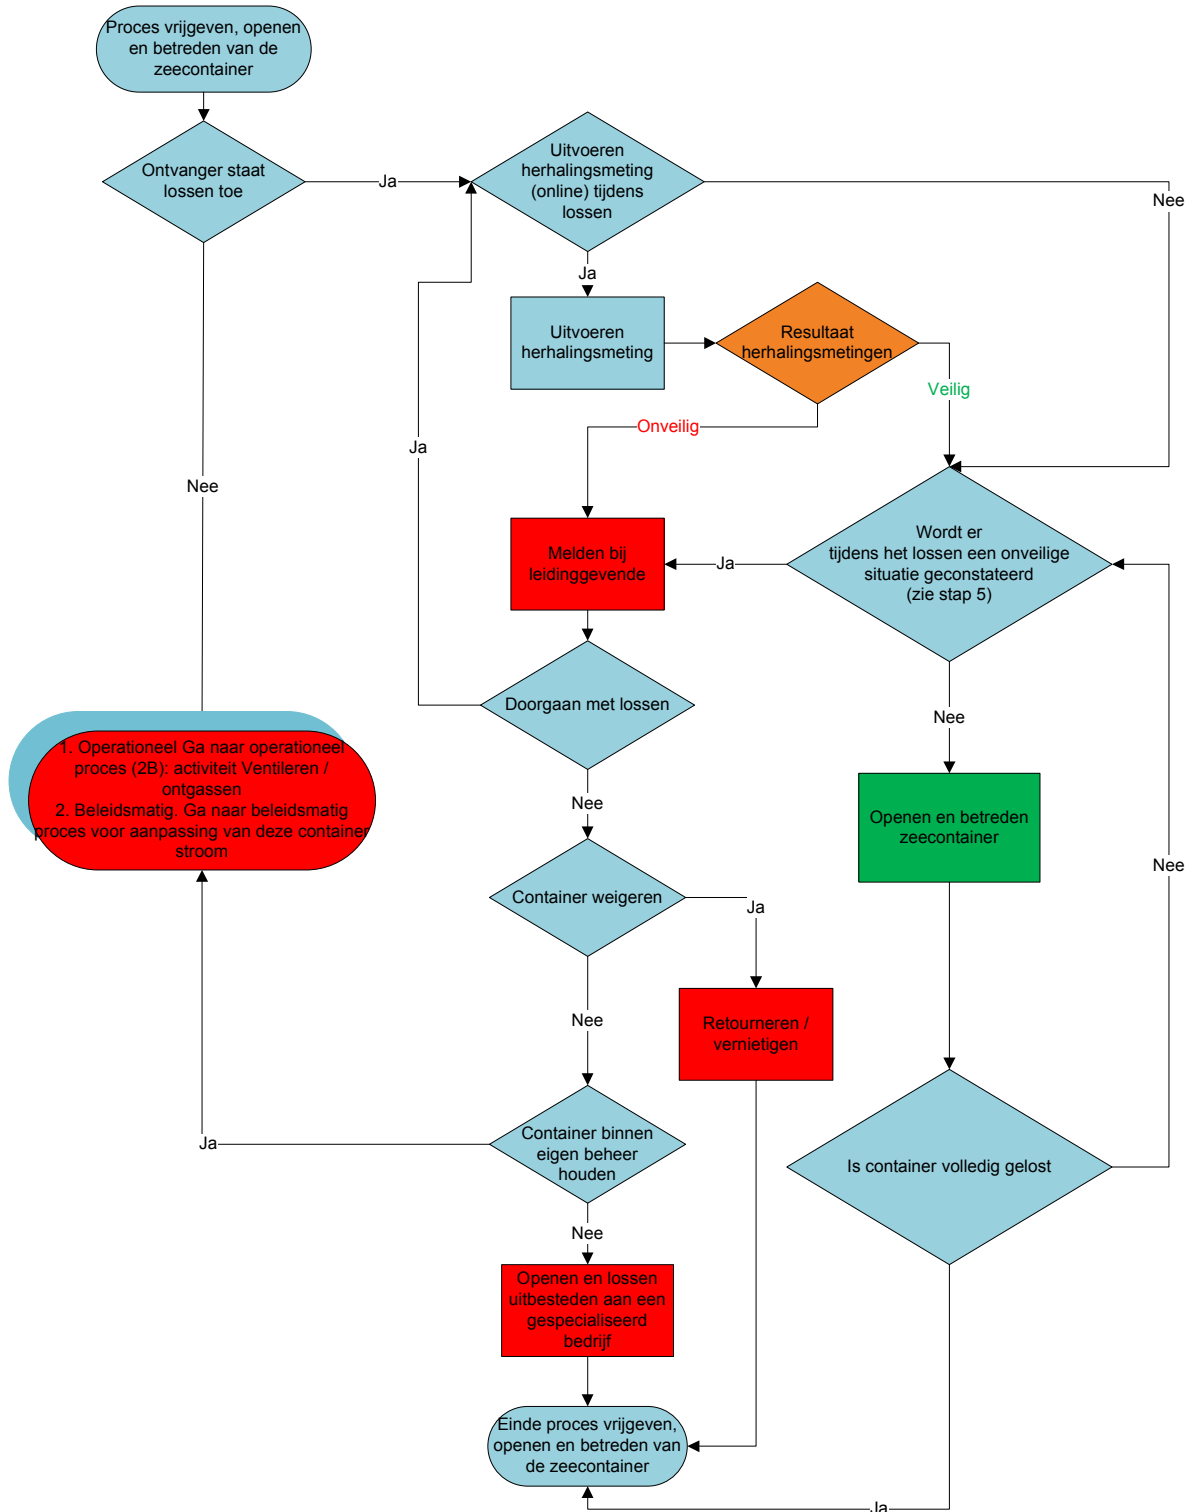 Proces vrijgeven, openen
en betreden van de
zeecontainer
Ontvanger staat
lossen toe
Ja
Uitvoeren
herhalingsmeting
(online) tijdens
lossen
Nee
Ja
Uitvoeren
herhalingsmeting
Resultaat
herhalingsmetingen
Veilig
Onveilig
Ja
Nee
Melden bij
leidinggevende
Ja
Wordt er
tijdens het lossen een onveilige
situatie geconstateerd
(zie stap 5)
Doorgaan met lossen
Nee
1. Operationeel Ga naar operationeel
proces (2B): activiteit Ventileren /
ontgassen
2. Beleidsmatig. Ga naar beleidsmatig
proces voor aanpassing van deze container
stroom
Nee
Openen en betreden
zeecontainer
Nee
Container weigeren
Ja
Nee
Retourneren /
vernietigen
Ja
Container binnen
eigen beheer
houden
Is container volledig gelost
Nee
Openen en lossen
uitbesteden aan een
gespecialiseerd
bedrijf
Einde proces vrijgeven,
openen en betreden van
de zeecontainer
Ja